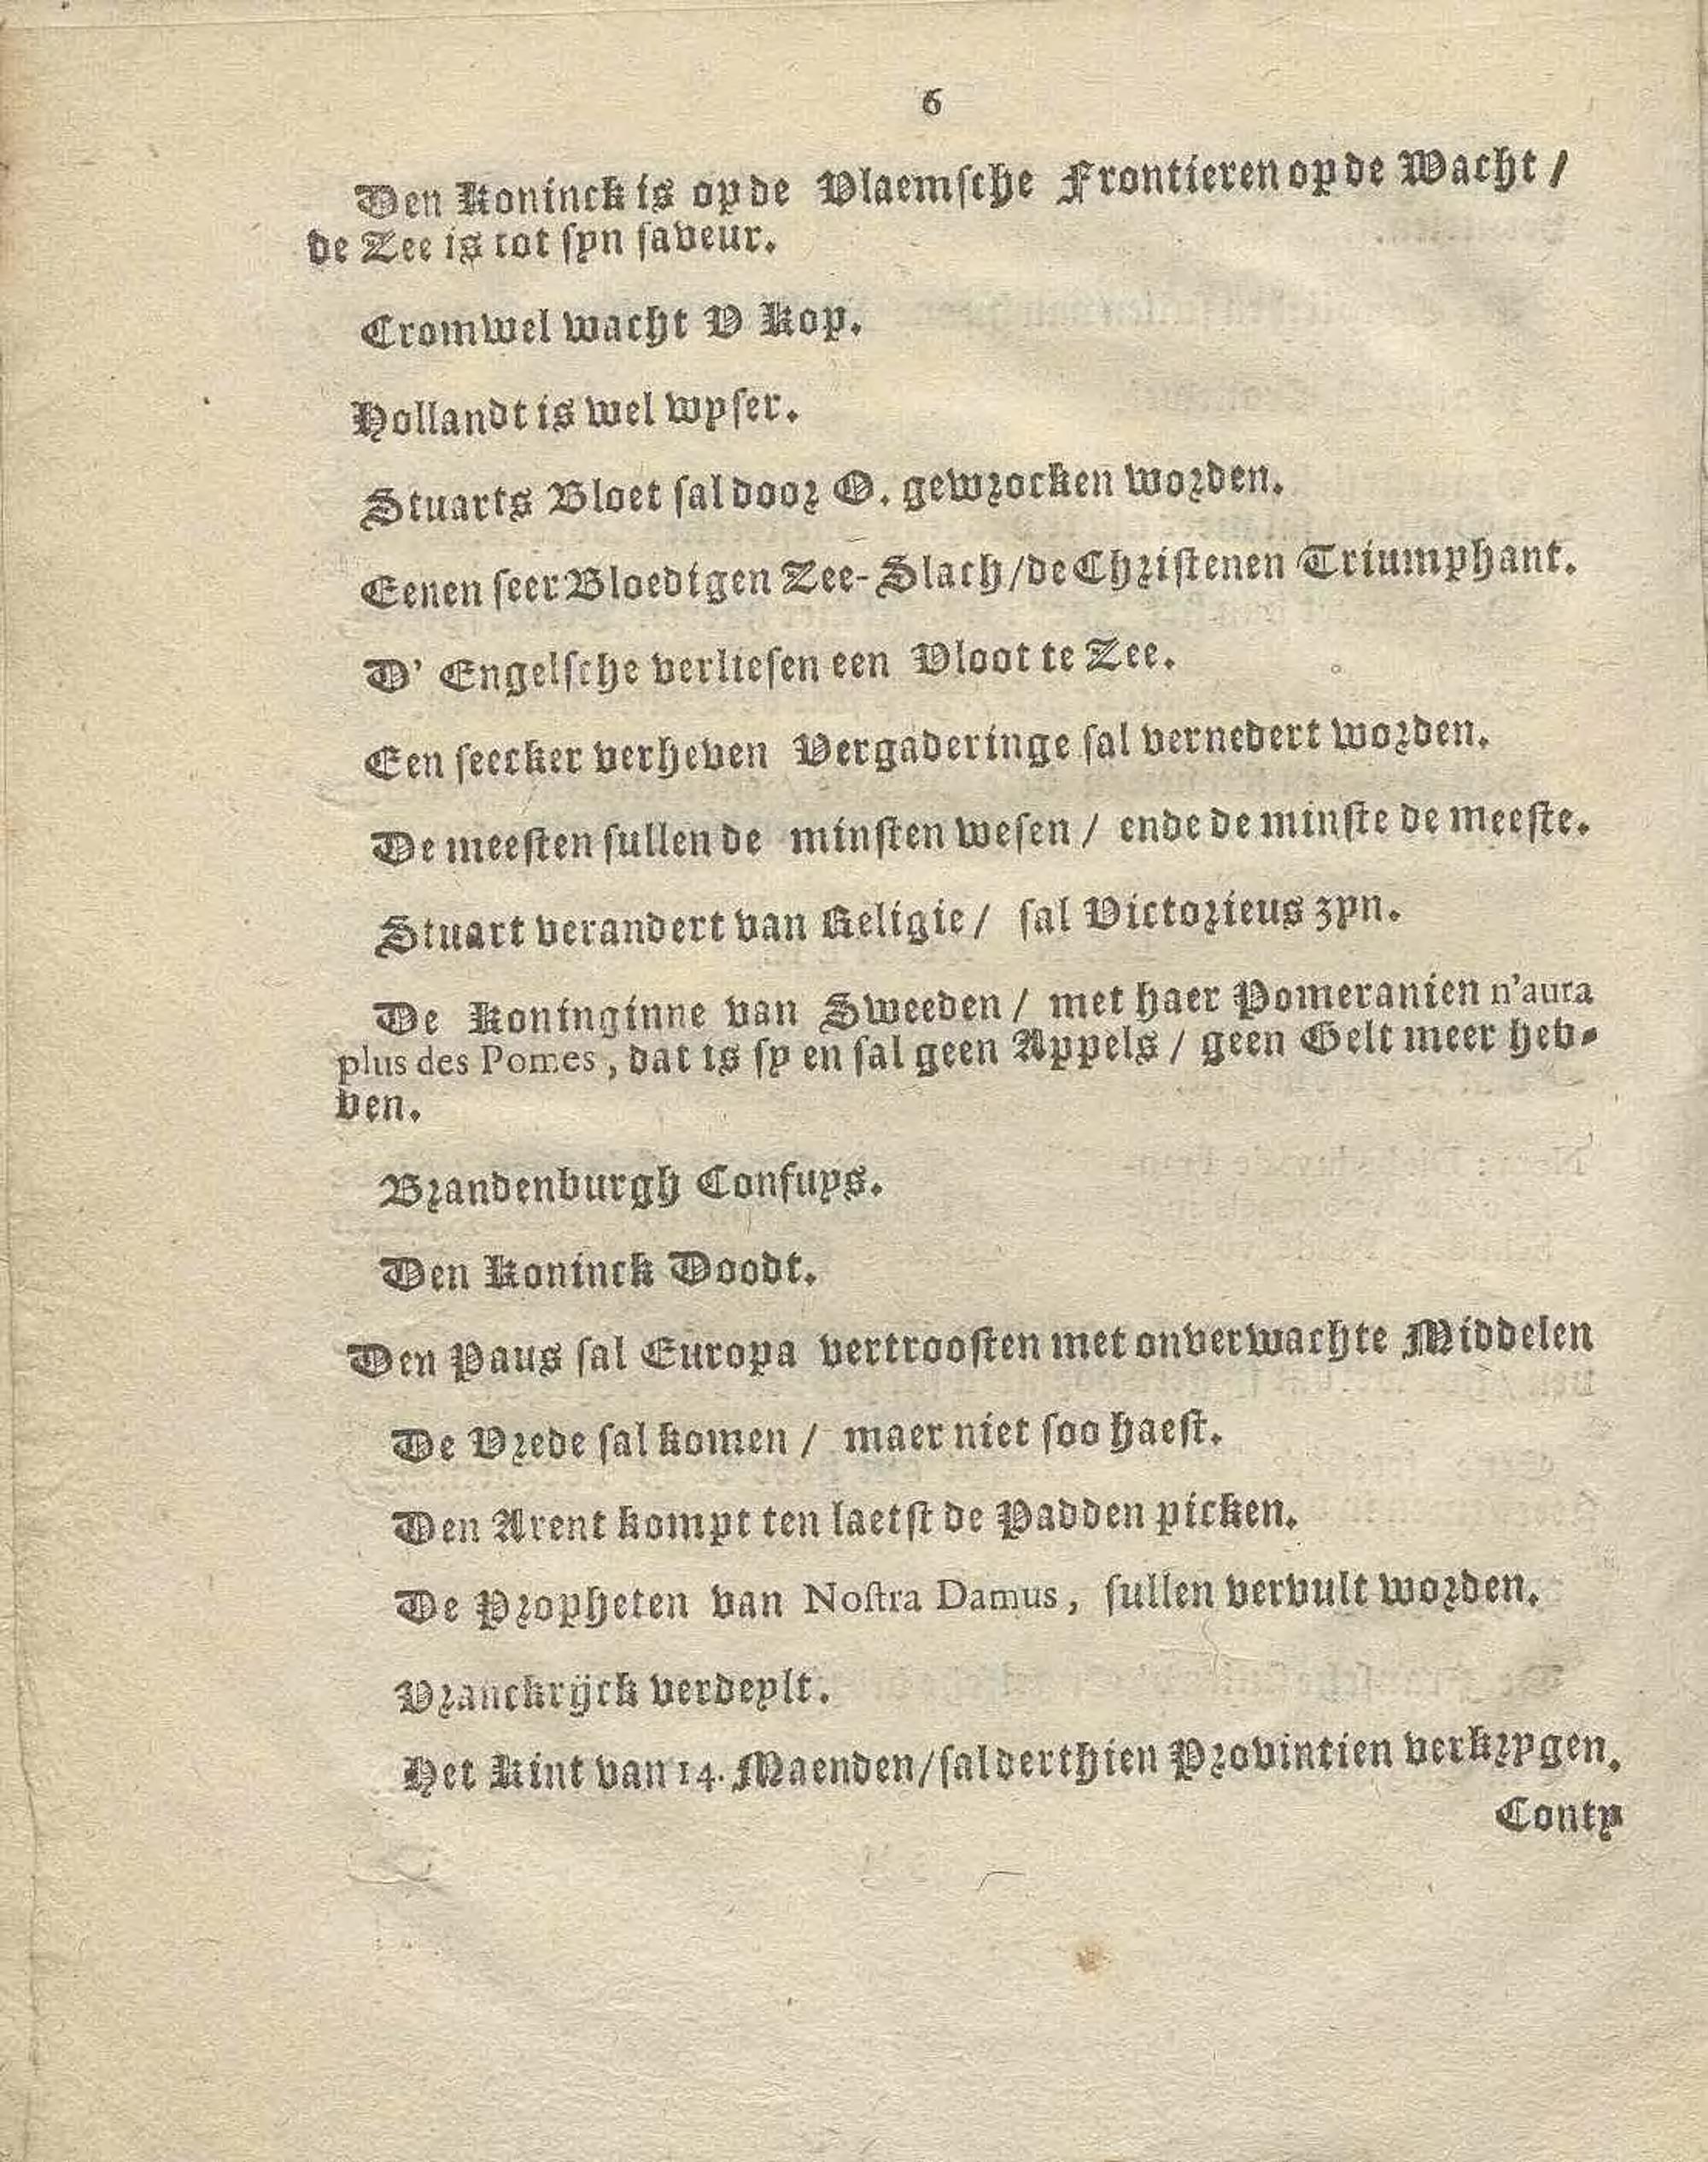 6
Den Koninck is op de Vlaemsche Frontieren op de Wacht /
de Zee is tot syn faveur.
Cromwel wacht V Kop.
Hollandt is wel wyser.
Stuarts Bloet sal door O. gewrocken worden.
Eenen seer Bloedigen Zee-Slach / de Christenen Triumphant.
D' Engelsche verliesen een Vloot te Zee.
Een seecker verheven Vergaderinge sal vernedert worden.
De meesten sullen de minsten wesen / ende de minste de meeste.
Stuart verandert van Religie / sal Victorieus zyn.
De Koninginne van Sweeden / met haer Pomeranien n'aura
plus des Pomes, dat is sy en sal geen Appels / geen Gelt meer heb-
ben.
Brandenburgh Confuys.
Den Koninck Doodt.
Den Paus sal Europa vertroosten met onverwachte Middelen
De Vrede sal komen / maer niet soo haest.
Den Arent kompt ten laetst de Padden picken.
De Propheten van Nostra Damus, sullen vervult worden.
Vranckrijck verdeylt.
Het Kint van 14. Maenden / sal derthien Provintien verkrygen.
Conty